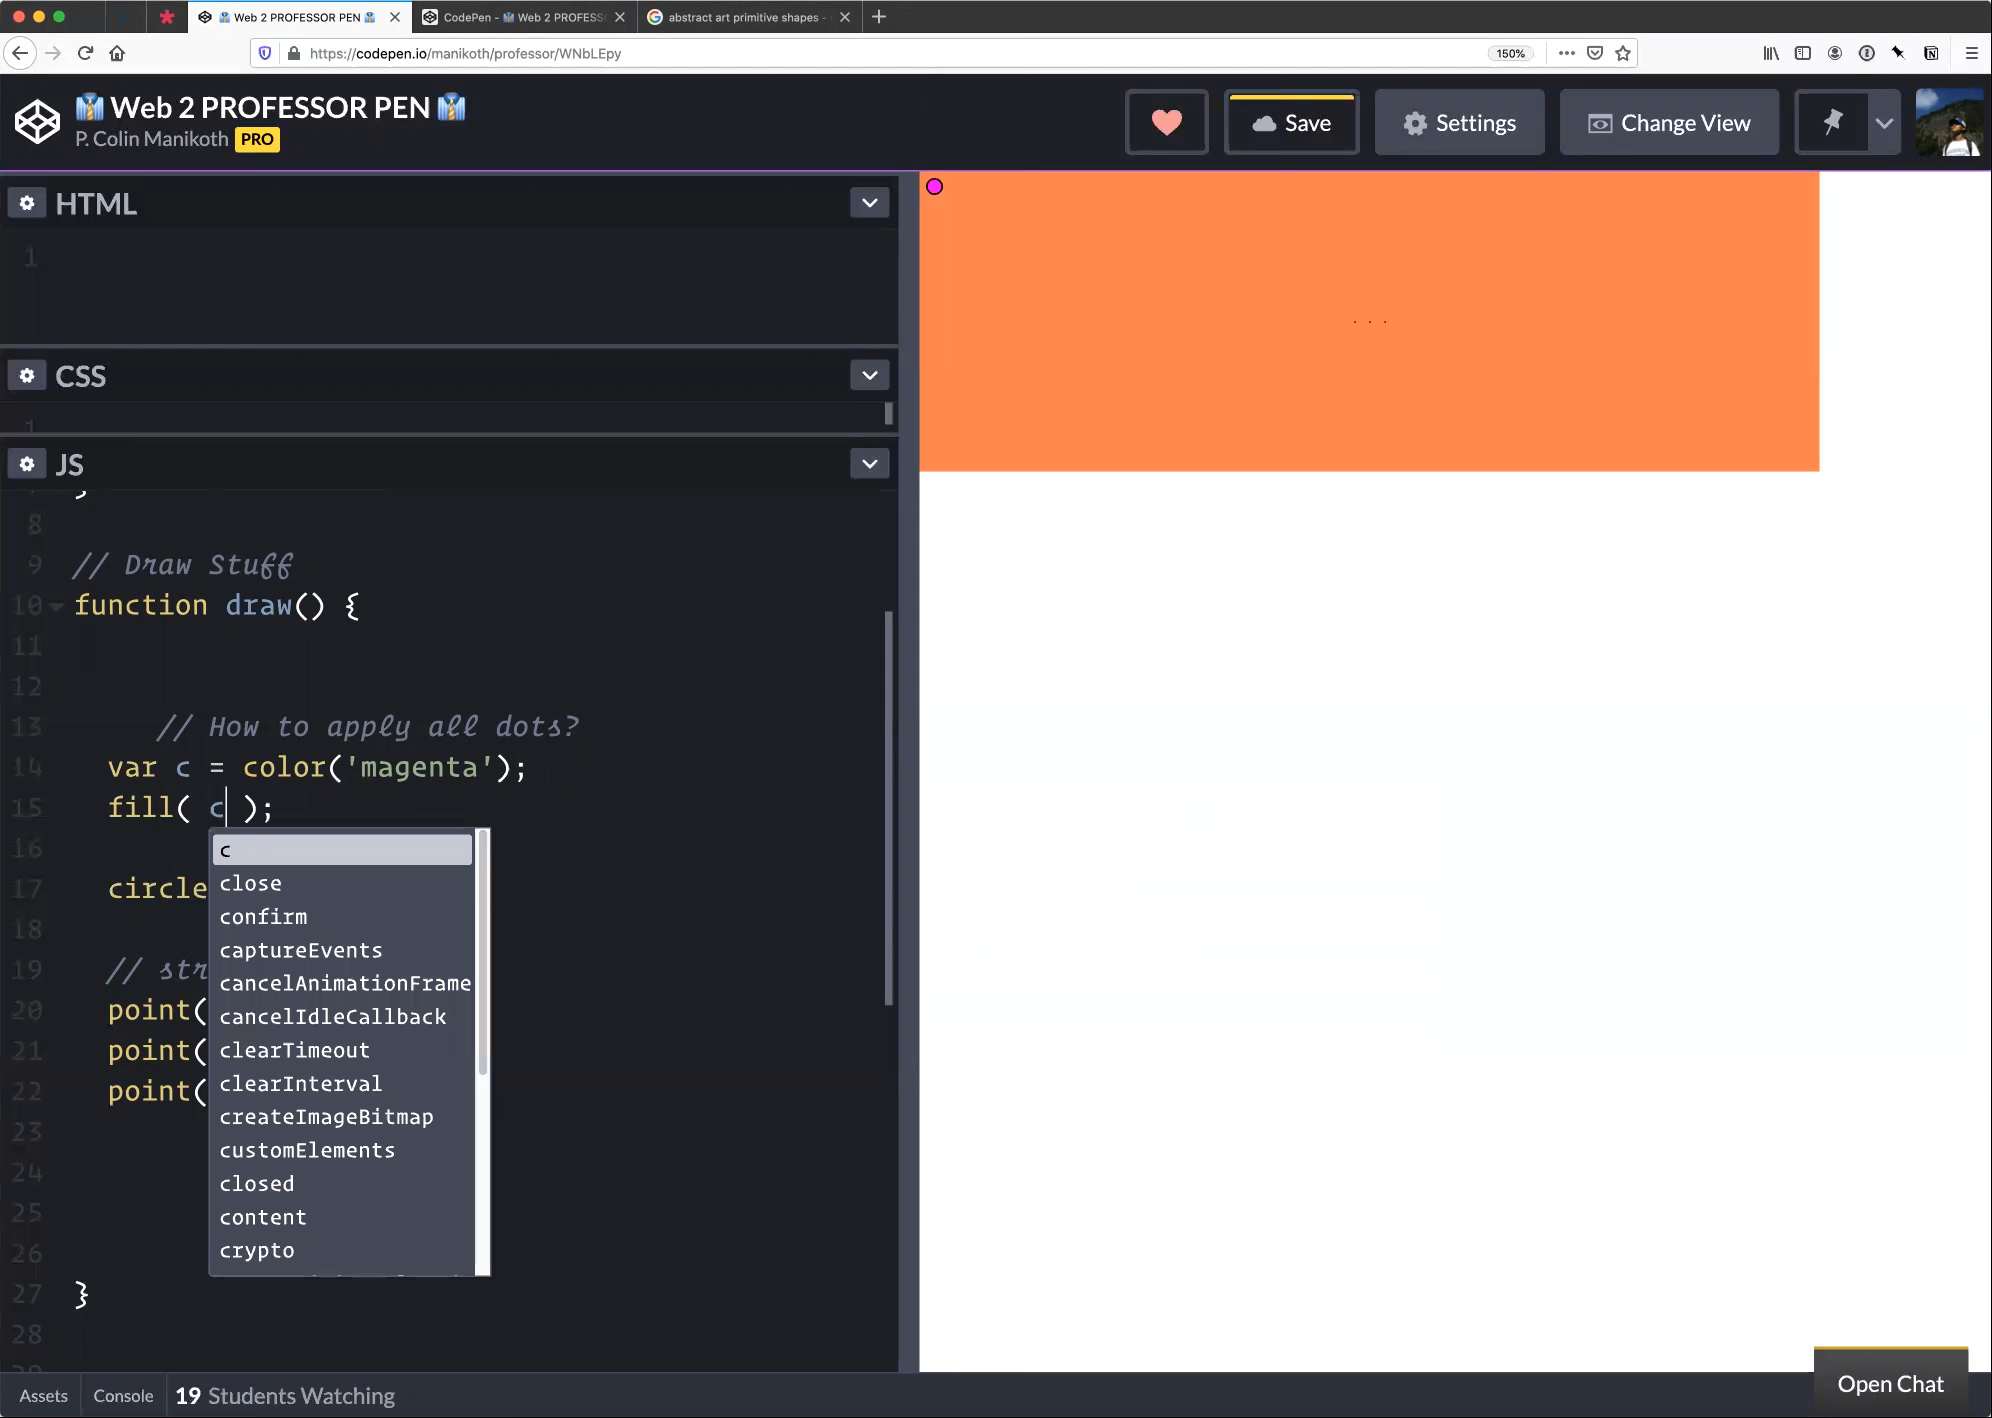 Web 2 PROFESSOR PEN
CodePen - Web 2 PROFESS
abstract art primitive shapes -
https://codepen.io/manikoth/professor/WNbLEpy
150%
Web 2 PROFESSOR PEN
P. Colin Manikoth PRO
Save
Settings
Change View
HTML
1
CSS
1
JS
}
8
9 // Draw Stuff
10 function draw() {
11
12
13 // How to apply all dots?
14 var c = color('magenta');
15 fill( c );
16
17 circle
18
19 // str
20 point(
21 point(
22 point(
23
24
25
26
27 }
28
c
close
confirm
captureEvents
cancelAnimationFrame
cancelIdleCallback
clearTimeout
clearInterval
createImageBitmap
customElements
closed
content
crypto
. . .
Assets
Console
19 Students Watching
Open Chat